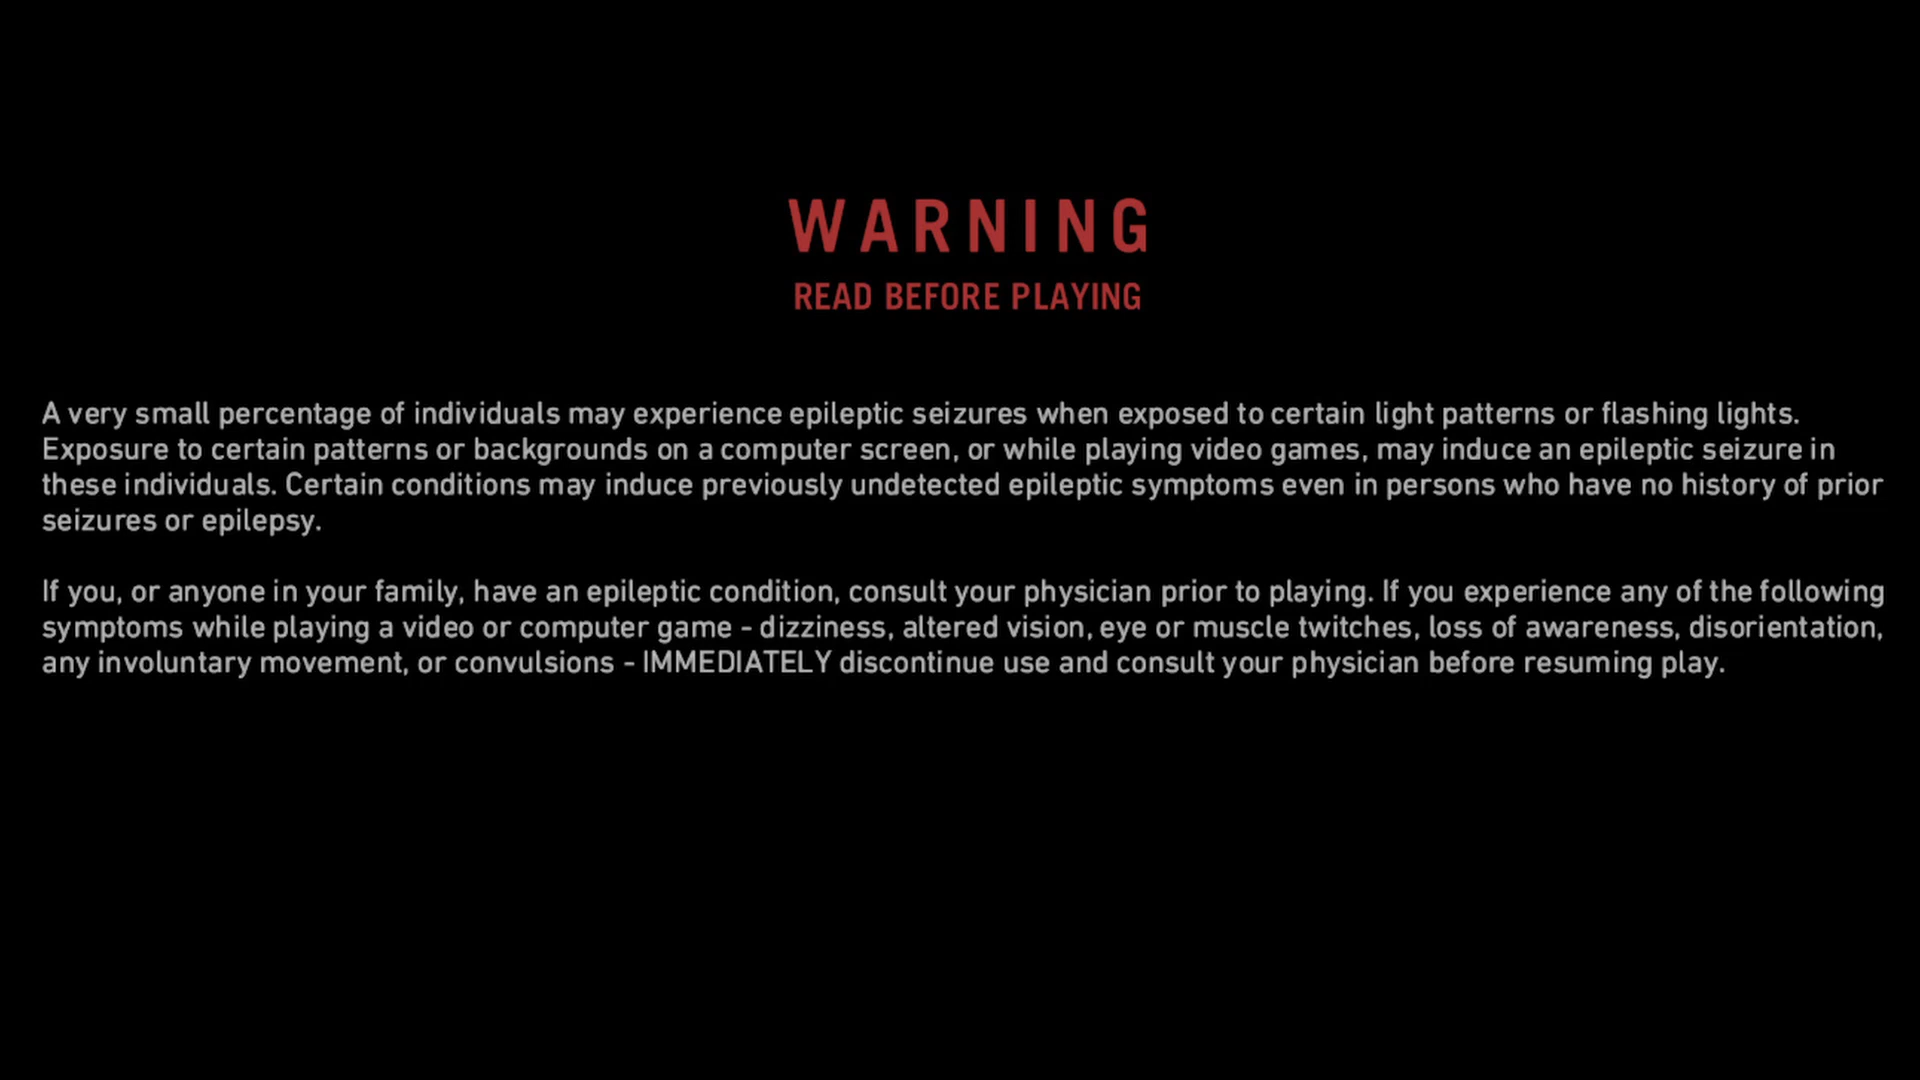 WARNING
READ BEFORE PLAYING
A very small percentage of individuals may experience epileptic seizures when exposed to certain light patterns or flashing lights.
Exposure to certain patterns or backgrounds on a computer screen, or while playing video games, may induce an epileptic seizure in
these individuals. Certain conditions may induce previously undetected epileptic symptoms even in persons who have no history of prior
seizures or epilepsy.
If you, or anyone in your family, have an epileptic condition, consult your physician prior to playing. If you experience any of the following
symptoms while playing a video or computer game - dizziness, altered vision, eye or muscle twitches, loss of awareness, disorientation,
any involuntary movement, or convulsions - IMMEDIATELY discontinue use and consult your physician before resuming play.